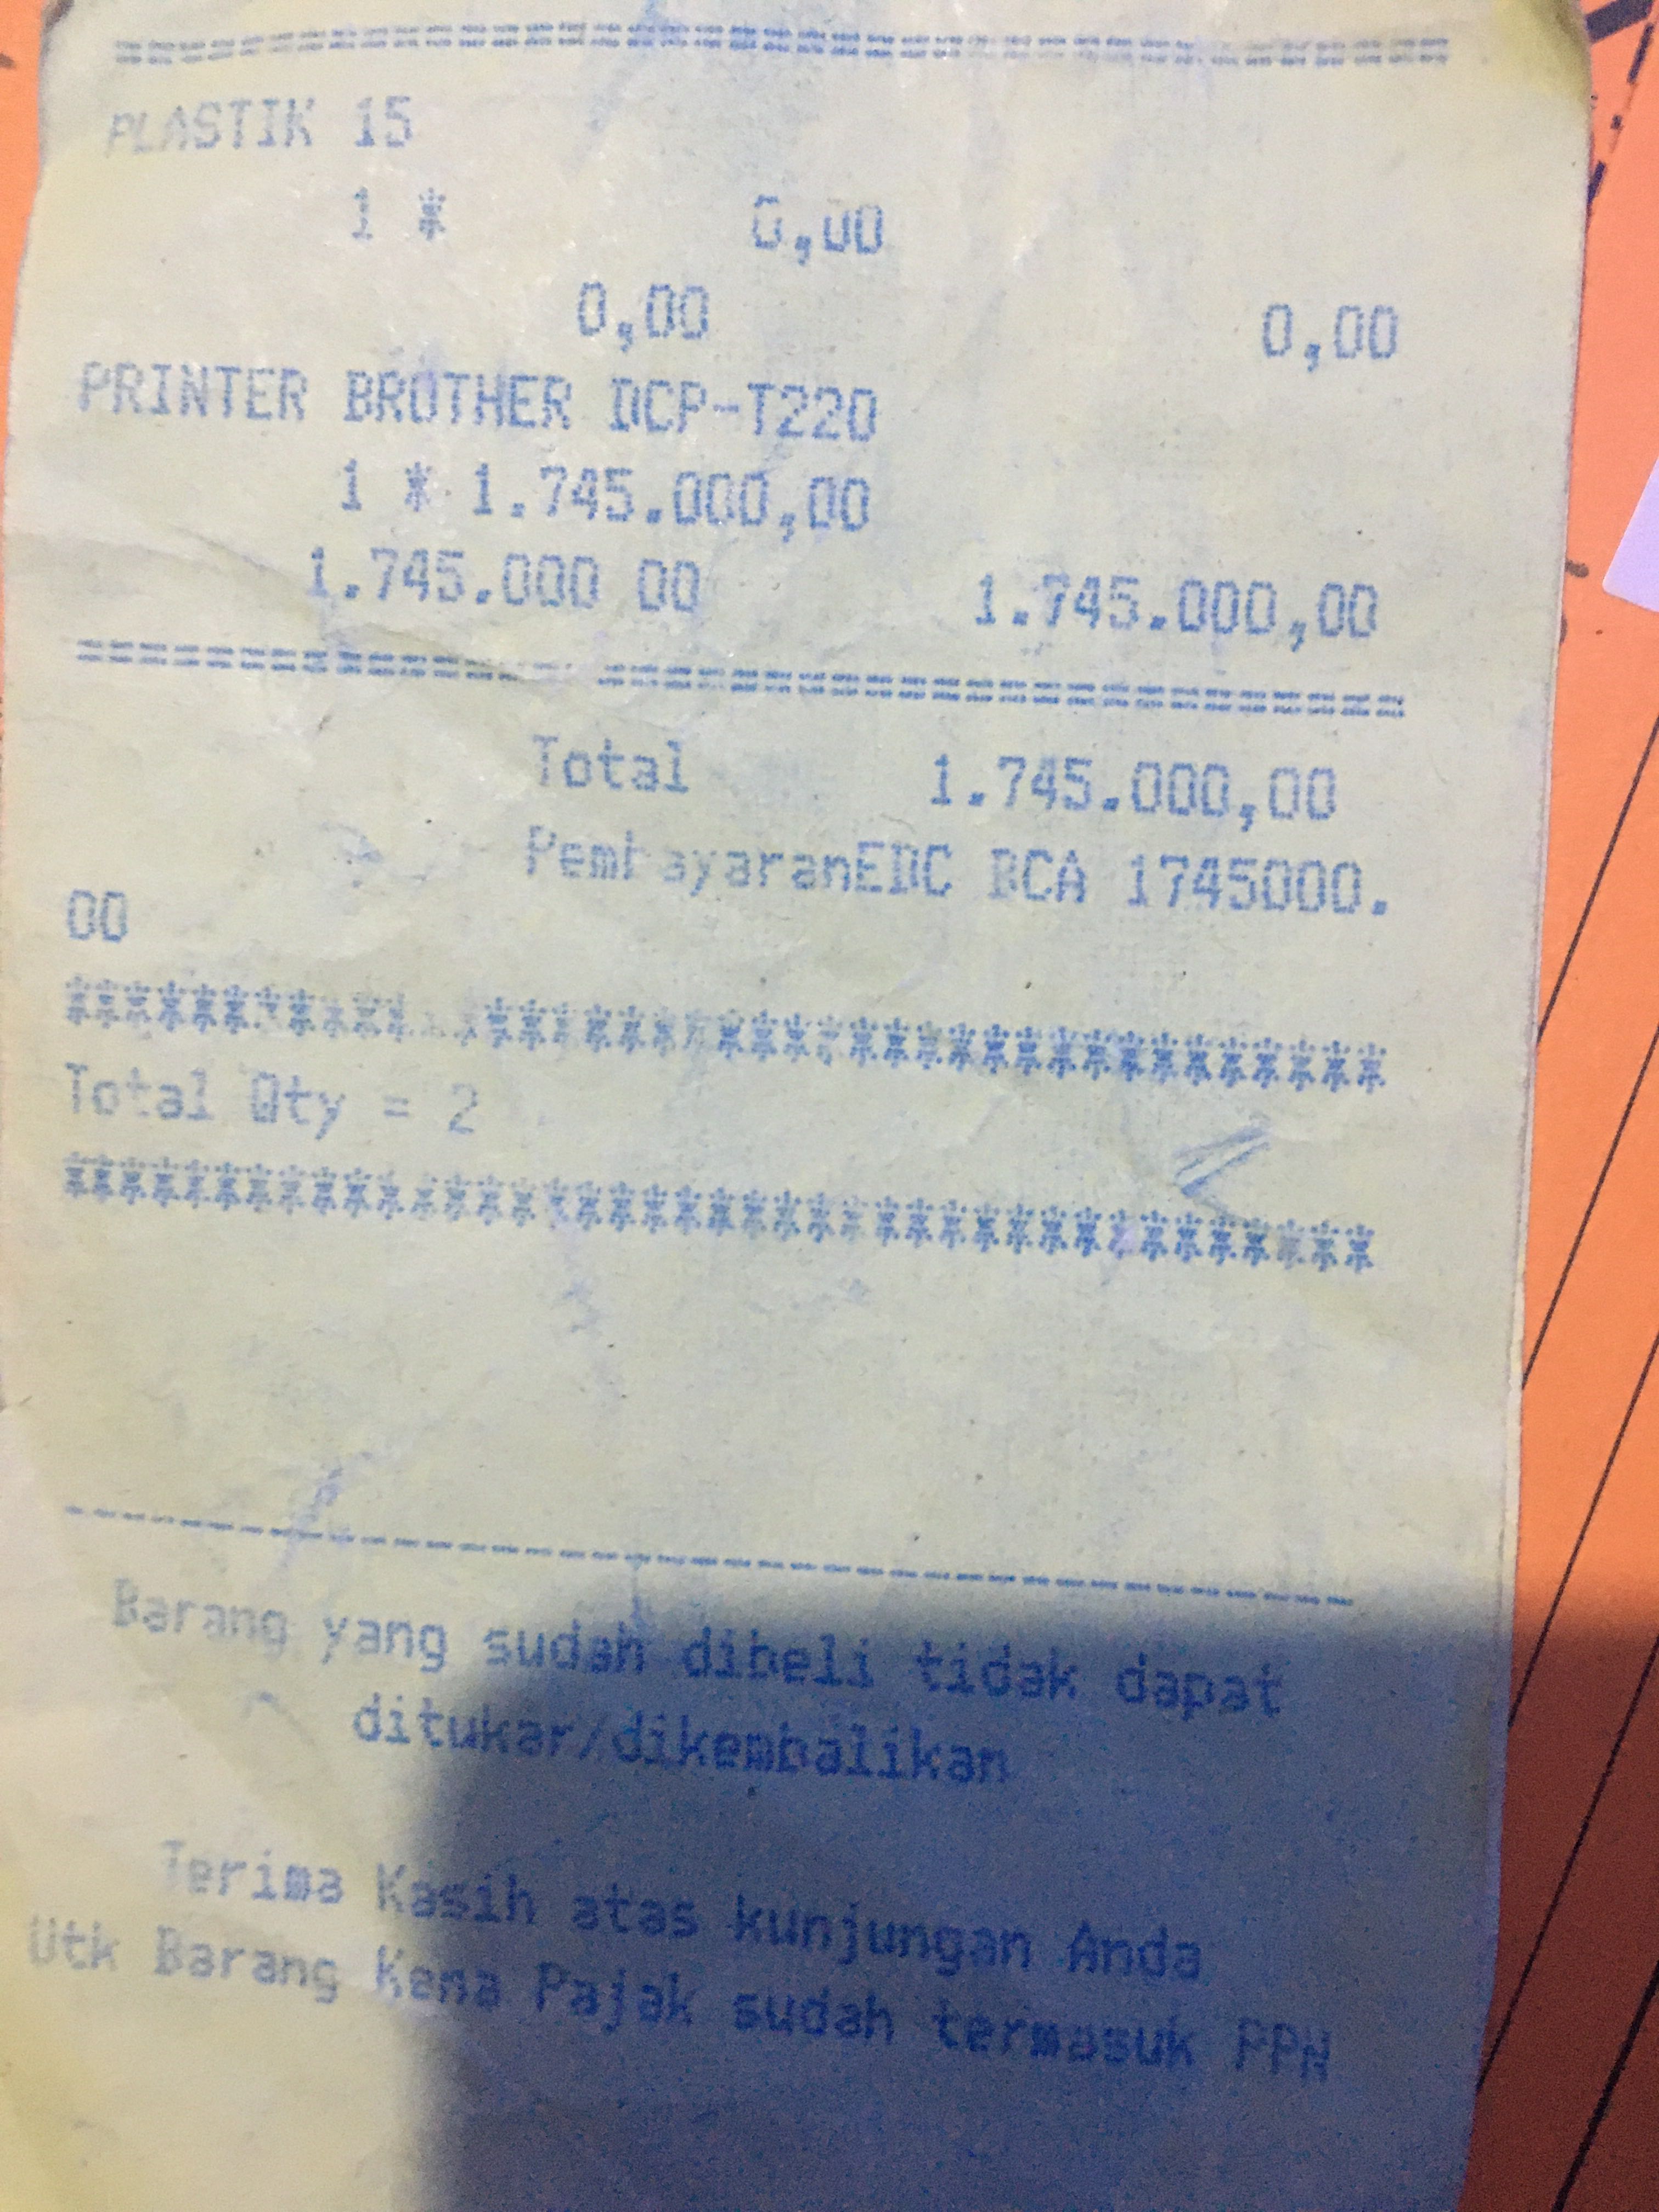 ========================================
PLASTIK 15
1 * 0,00
0,00 0,00
PRINTER BROTHER DCP-T220
1 * 1.745.000,00
1.745.000 00 1.745.000,00
========================================
Total 1.745.000,00
PembayaranEDC BCA 1745000.
00
****************************************
Total Qty = 2
****************************************
----------------------------------------
Barang yang sudah dibeli tidak dapat
ditukar/dikembalikan
Terima Kasih atas kunjungan Anda
Utk Barang Kena Pajak sudah termasuk PPN